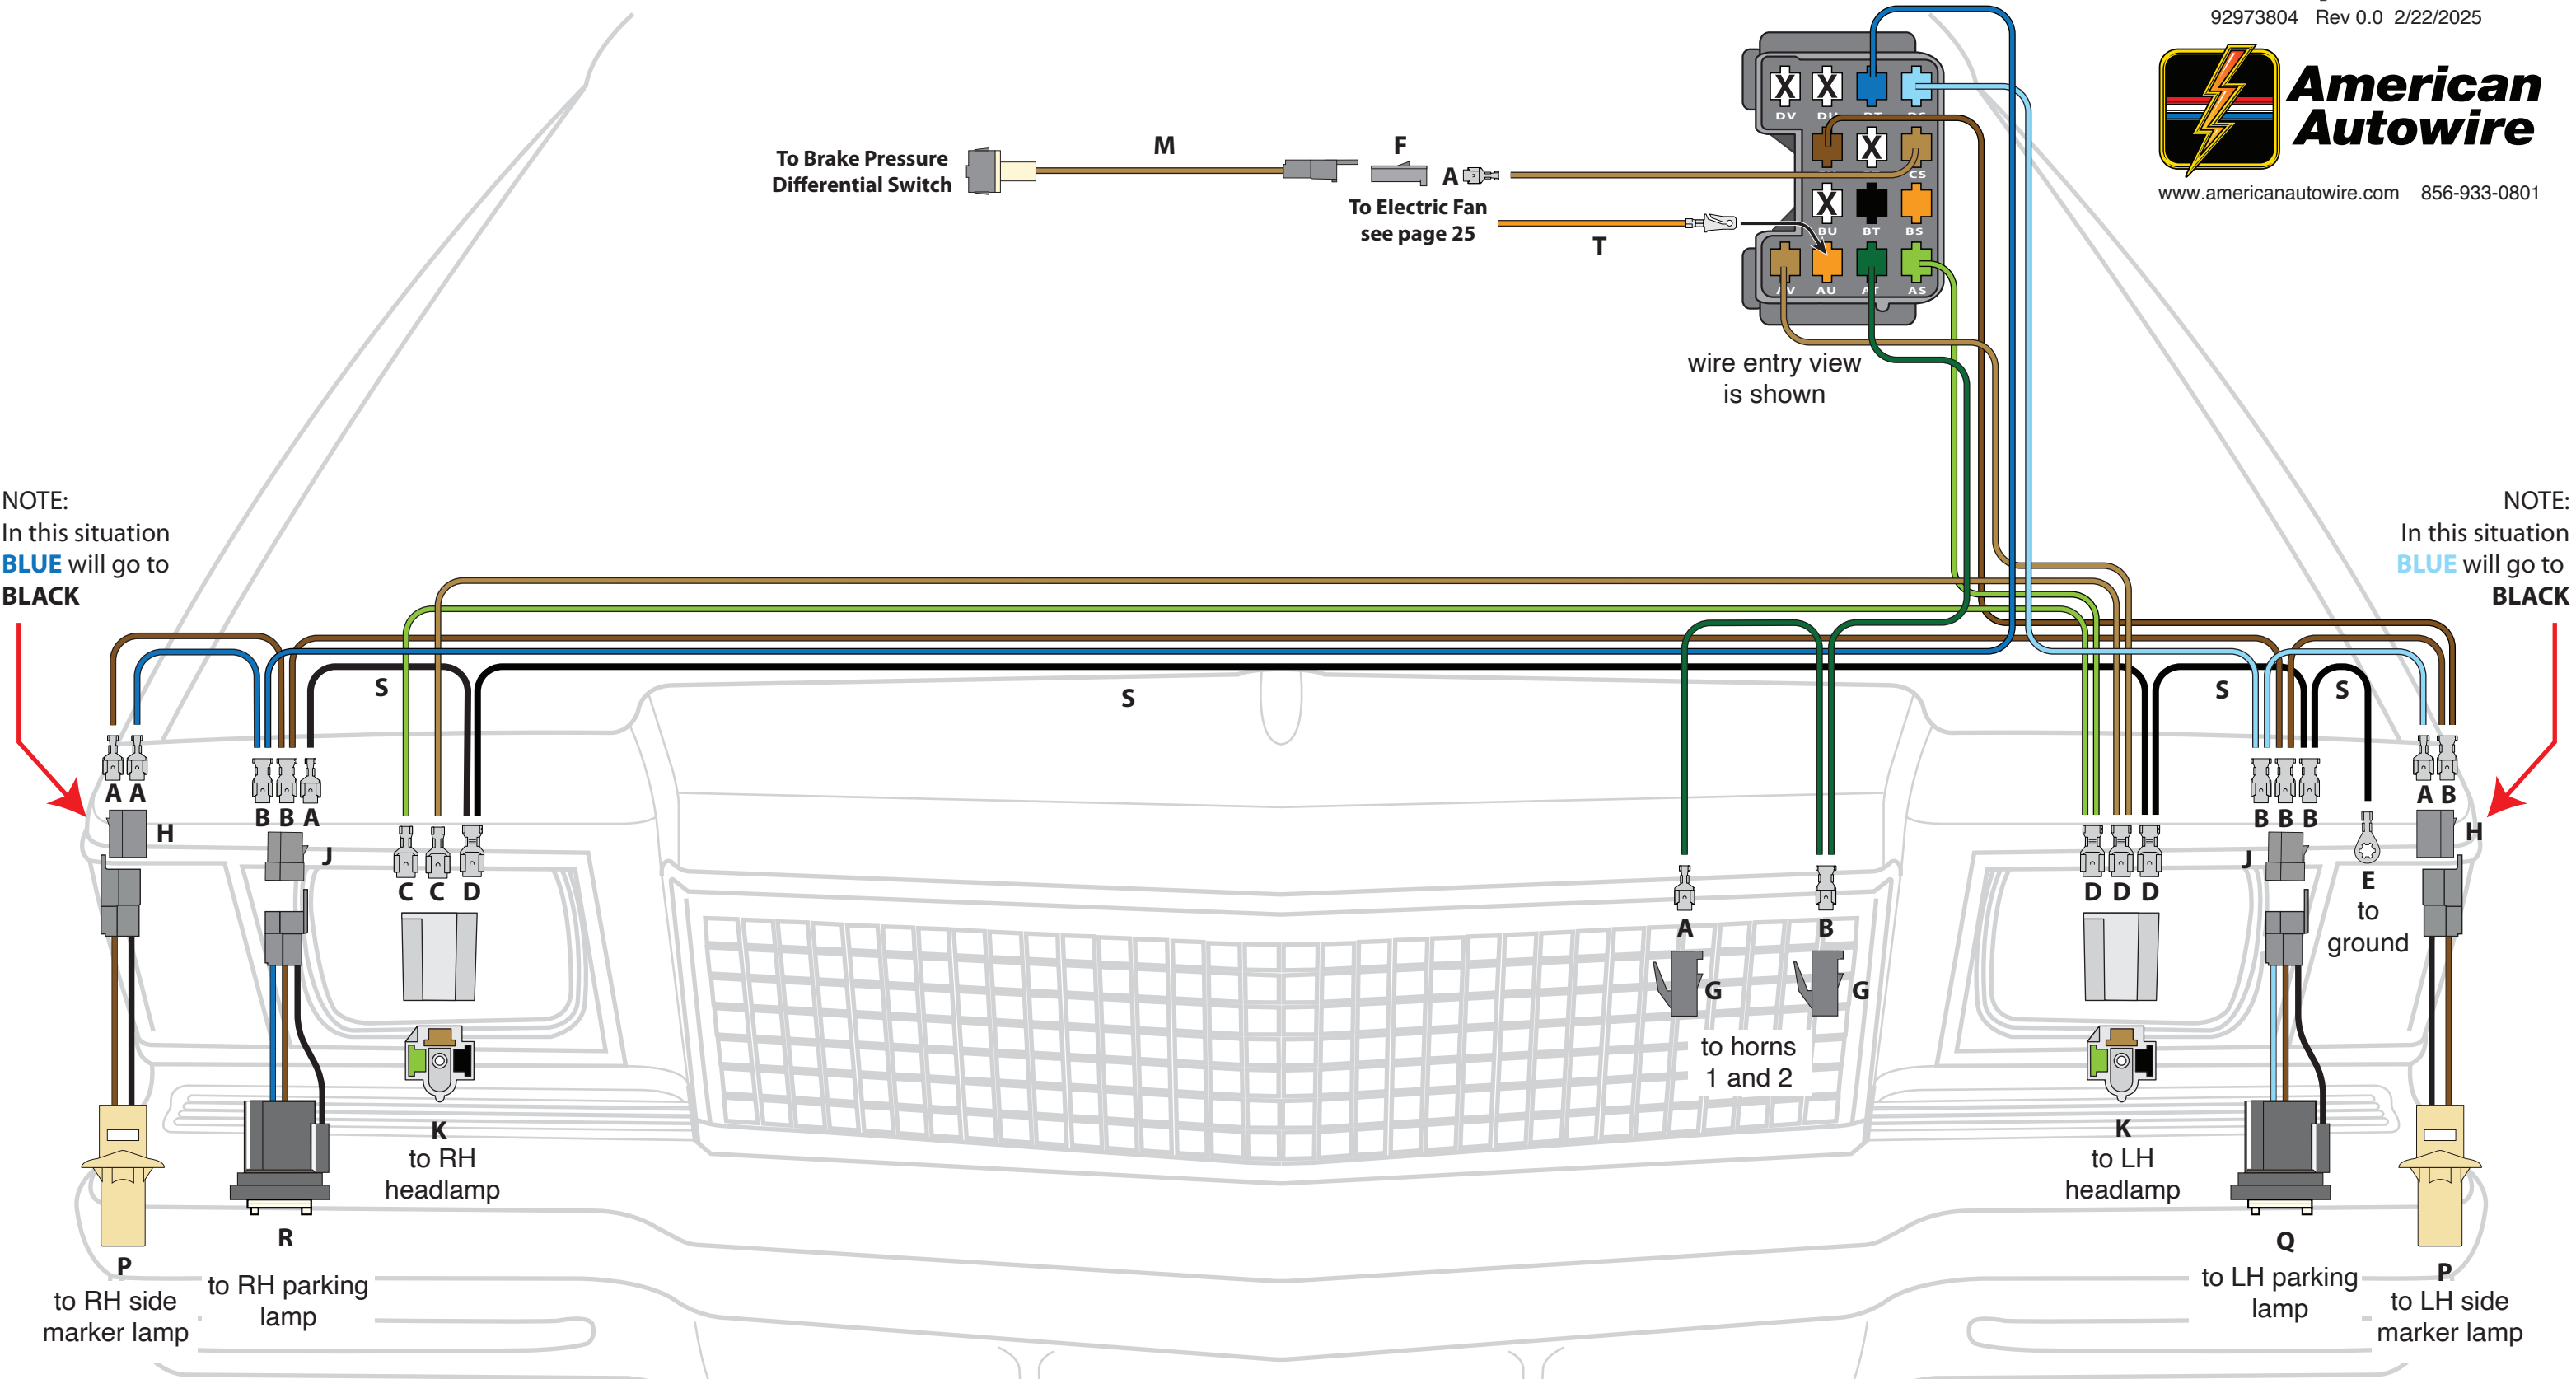 92973804 Rev 0.0 2/22/2025
American
Autowire
www.americanautowire.com 856-933-0801
To Brake Pressure
Differential Switch
M
F
A
To Electric Fan
see page 25
T
X X
DV
X
CS
X
BU BT BS
AV AU AT AS
wire entry view
is shown
NOTE:
In this situation
BLUE will go to
BLACK
NOTE:
In this situation
BLUE will go to
BLACK
S
S
S
S
A A
H
B B A
J
C C D
A
G
B
G
to horns
1 and 2
D D D
B B B
J
E
to
ground
A B
H
K
to RH
headlamp
K
to LH
headlamp
P
to RH side
marker lamp
R
to RH parking
lamp
Q
to LH parking
lamp
P
to LH side
marker lamp